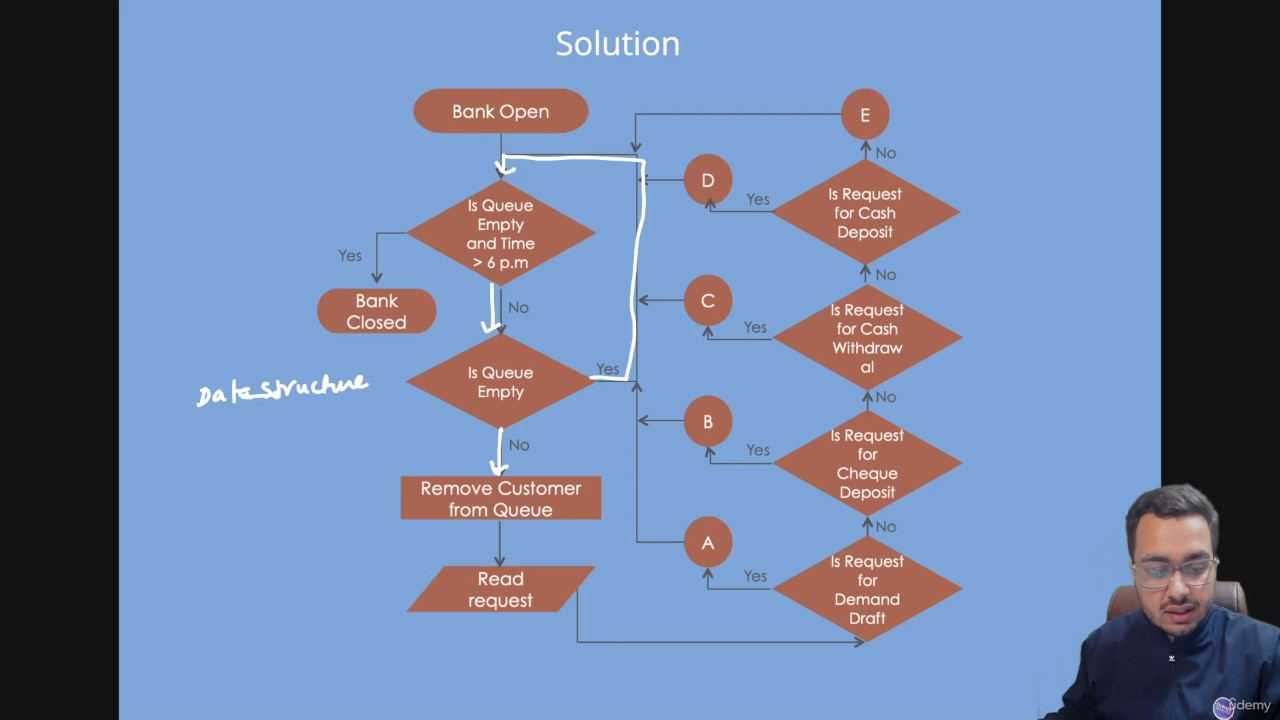 Solution
Bank Open
Is Queue
Empty
and Time
> 6 p.m
Yes
Bank
Closed
No
Is Queue
Empty
Yes
Data structure
No
Remove Customer
from Queue
Read
request
E
No
D
Yes
Is Request
for Cash
Deposit
No
C
Yes
Is Request
for Cash
Withdraw
al
No
B
Yes
Is Request
for
Cheque
Deposit
No
A
Yes
Is Request
for
Demand
Draft
udemy